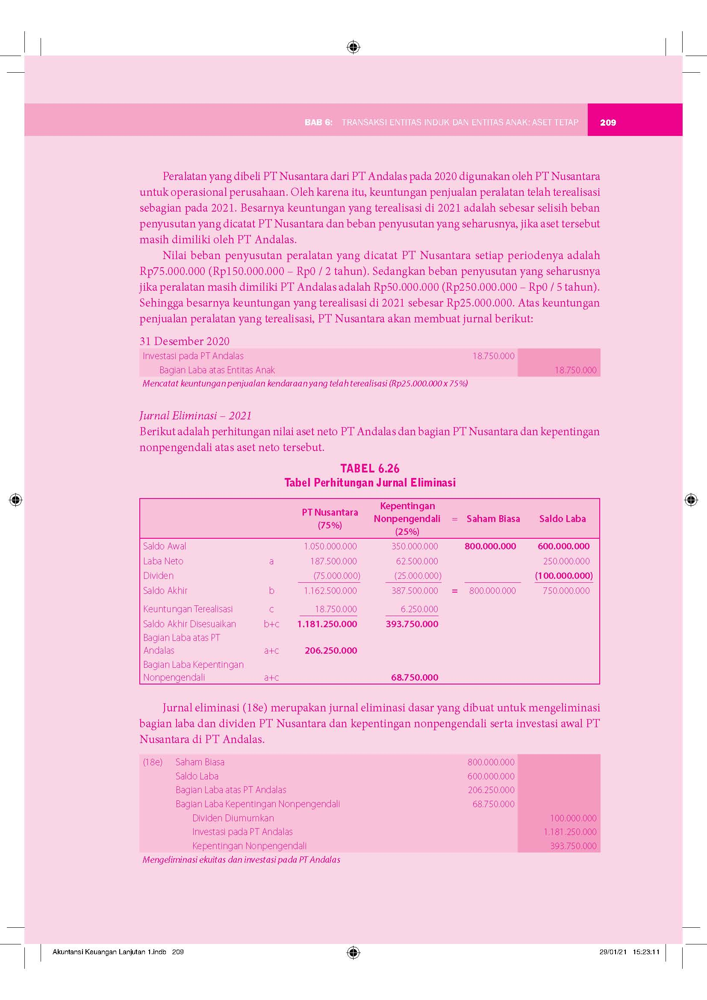 BAB 6: TRANSAKSI ENTITAS INDUK DAN ENTITAS ANAK: ASET TETAP 209
Peralatan yang dibeli PT Nusantara dari PT Andalas pada 2020 digunakan oleh PT Nusantara
untuk operasional perusahaan. Oleh karena itu, keuntungan penjualan peralatan telah terealisasi
sebagian pada 2021. Besarnya keuntungan yang terealisasi di 2021 adalah sebesar selisih beban
penyusutan yang dicatat PT Nusantara dan beban penyusutan yang seharusnya, jika aset tersebut
masih dimiliki oleh PT Andalas.
Nilai beban penyusutan peralatan yang dicatat PT Nusantara setiap periodenya adalah
Rp75.000.000 (Rp150.000.000 – Rp0 / 2 tahun). Sedangkan beban penyusutan yang seharusnya
jika peralatan masih dimiliki PT Andalas adalah Rp50.000.000 (Rp250.000.000 – Rp0 / 5 tahun).
Sehingga besarnya keuntungan yang terealisasi di 2021 sebesar Rp25.000.000. Atas keuntungan
penjualan peralatan yang terealisasi, PT Nusantara akan membuat jurnal berikut:
31 Desember 2020
Investasi pada PT Andalas 18.750.000
Bagian Laba atas Entitas Anak 18.750.000
Mencatat keuntungan penjualan kendaraan yang telah terealisasi (Rp25.000.000 x 75%)
Jurnal Eliminasi – 2021
Berikut adalah perhitungan nilai aset neto PT Andalas dan bagian PT Nusantara dan kepentingan
nonpengendali atas aset neto tersebut.
TABEL 6.26
Tabel Perhitungan Jurnal Eliminasi
PT Nusantara (75%) Kepentingan Nonpengendali (25%) = Saham Biasa Saldo Laba
Saldo Awal 1.050.000.000 350.000.000 800.000.000 600.000.000
Laba Neto a 187.500.000 62.500.000 250.000.000
Dividen (75.000.000) (25.000.000) (100.000.000)
Saldo Akhir b 1.162.500.000 387.500.000 = 800.000.000 750.000.000
Keuntungan Terealisasi c 18.750.000 6.250.000
Saldo Akhir Disesuaikan b+c 1.181.250.000 393.750.000
Bagian Laba atas PT
Andalas a+c 206.250.000
Bagian Laba Kepentingan
Nonpengendali a+c 68.750.000
Jurnal eliminasi (18e) merupakan jurnal eliminasi dasar yang dibuat untuk mengeliminasi
bagian laba dan dividen PT Nusantara dan kepentingan nonpengendali serta investasi awal PT
Nusantara di PT Andalas.
(18e) Saham Biasa 800.000.000
Saldo Laba 600.000.000
Bagian Laba atas PT Andalas 206.250.000
Bagian Laba Kepentingan Nonpengendali 68.750.000
Dividen Diumumkan 100.000.000
Investasi pada PT Andalas 1.181.250.000
Kepentingan Nonpengendali 393.750.000
Mengeliminasi ekuitas dan investasi pada PT Andalas
Akuntansi Keuangan Lanjutan 1.indb 209 29/01/21 15:23:11